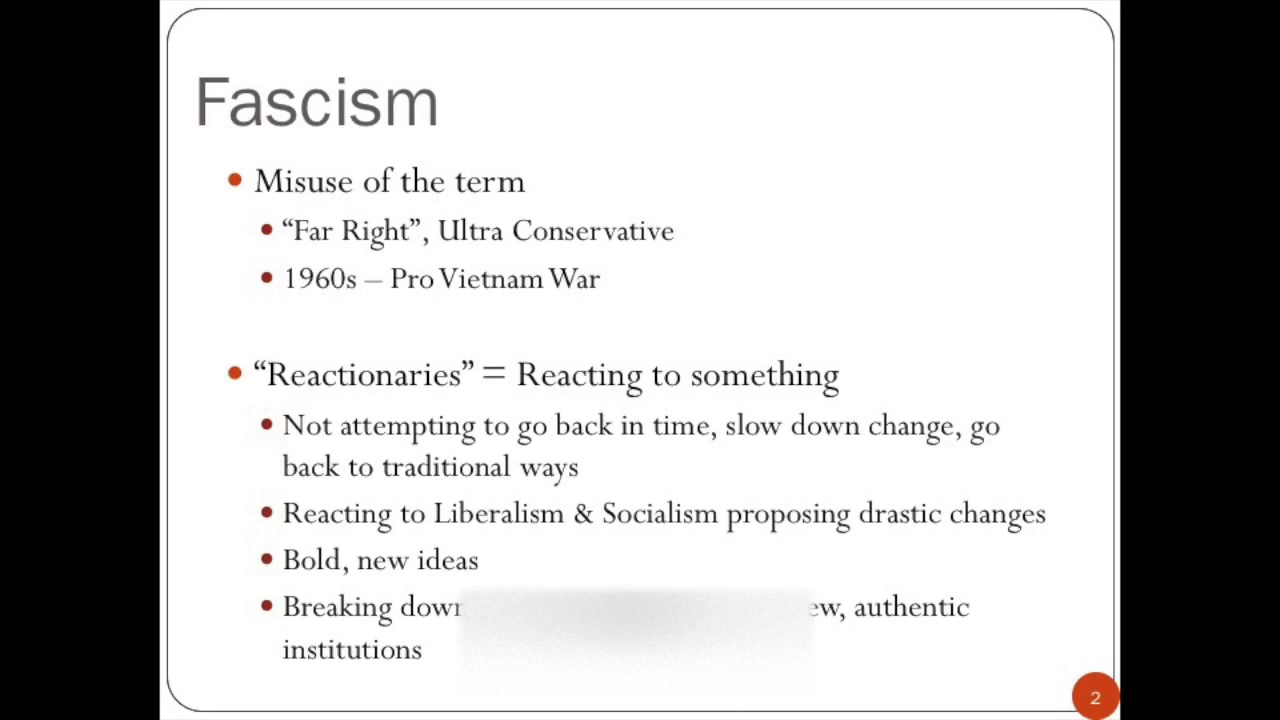 Fascism
Misuse of the term
“Far Right”, Ultra Conservative
1960s – Pro Vietnam War
“Reactionaries” = Reacting to something
Not attempting to go back in time, slow down change, go
back to traditional ways
Reacting to Liberalism & Socialism proposing drastic changes
Bold, new ideas
Breaking authentic
institutions
2